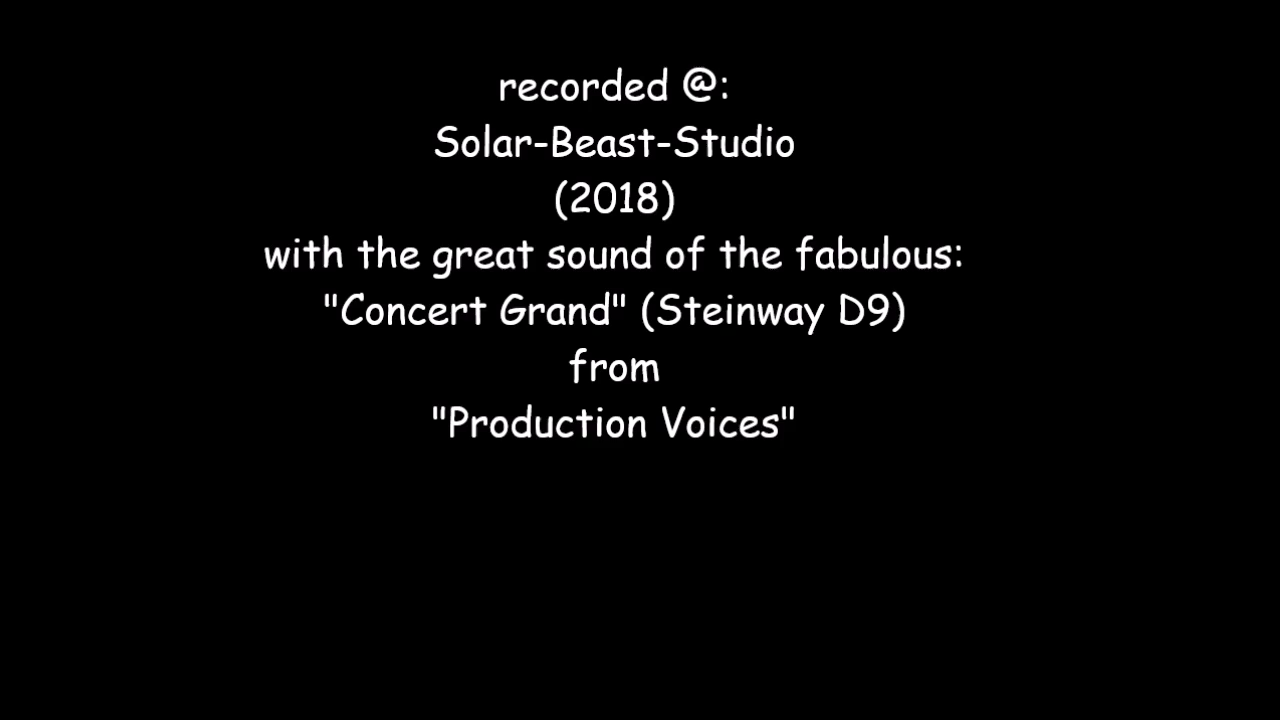 recorded @:
Solar-Beast-Studio
(2018)
with the great sound of the fabulous:
"Concert Grand" (Steinway D9)
from
"Production Voices"